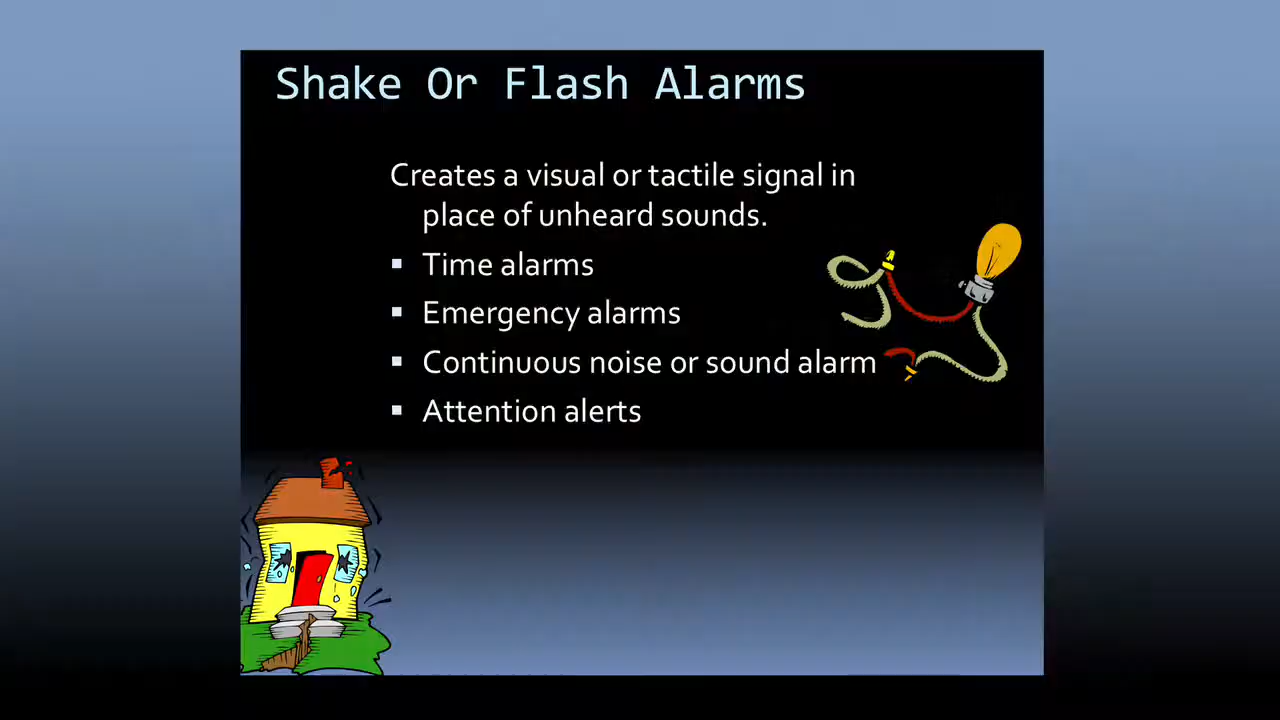 Shake Or Flash Alarms
Creates a visual or tactile signal in
place of unheard sounds.
▪ Time alarms
▪ Emergency alarms
▪ Continuous noise or sound alarm
▪ Attention alerts